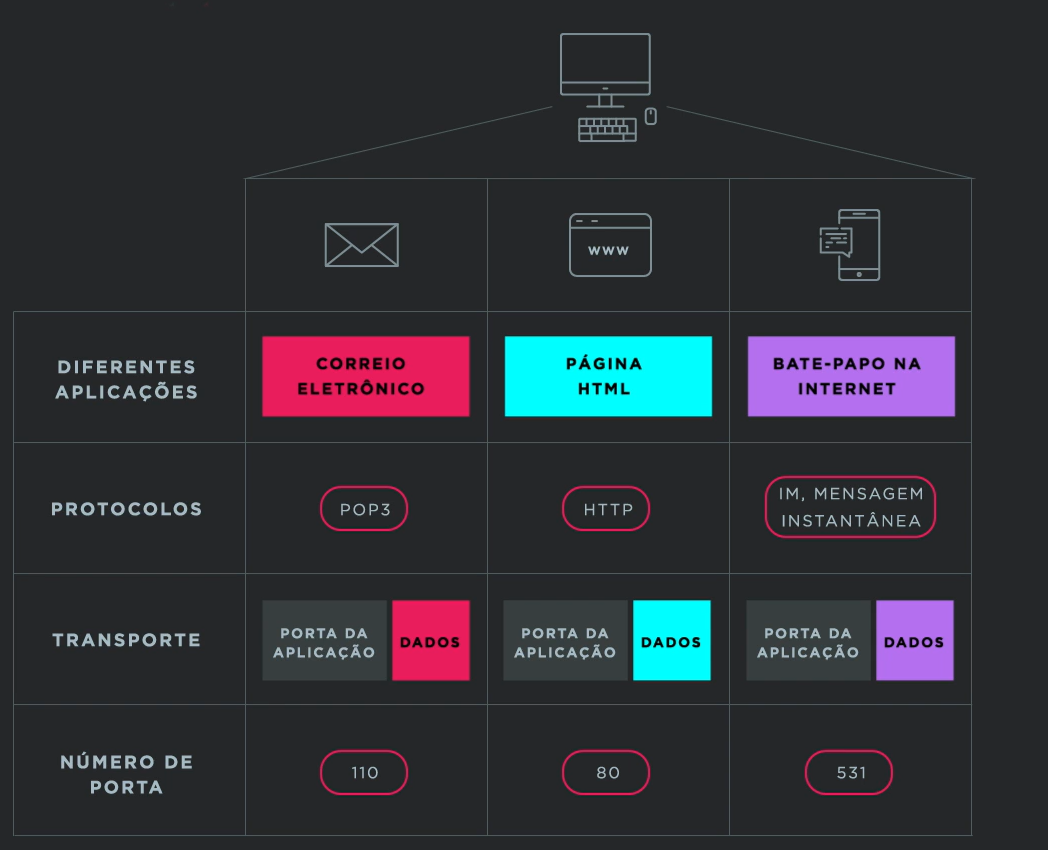 WWW
DIFERENTES
APLICAÇÕES
CORREIO
ELETRÔNICO
PÁGINA
HTML
BATE-PAPO NA
INTERNET
PROTOCOLOS
POP3
HTTP
IM, MENSAGEM
INSTANTÂNEA
TRANSPORTE
PORTA DA
APLICAÇÃO
DADOS
PORTA DA
APLICAÇÃO
DADOS
PORTA DA
APLICAÇÃO
DADOS
NÚMERO DE
PORTA
110
80
531